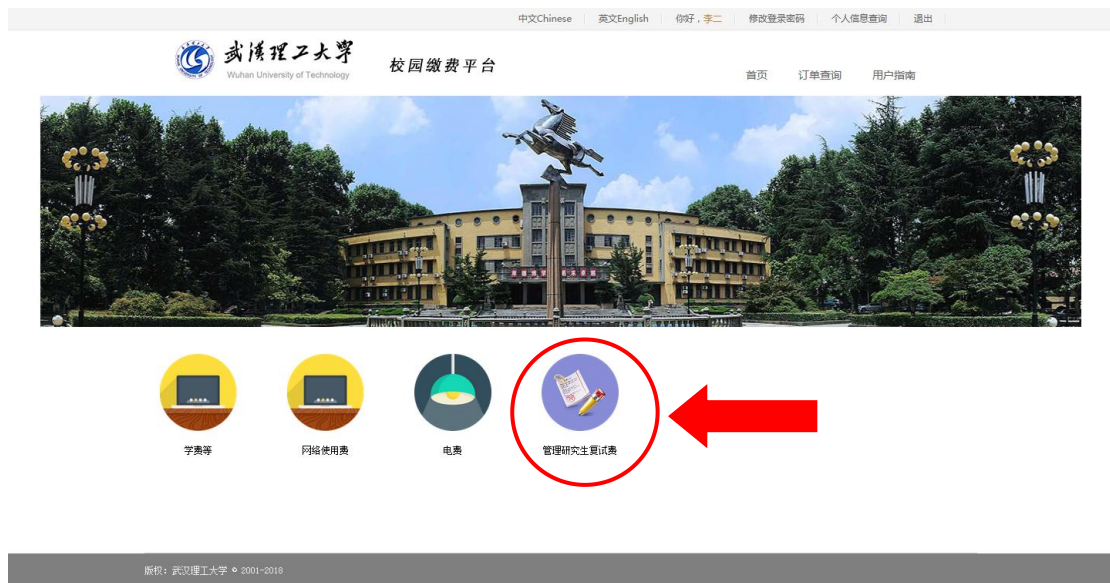 中文Chinese 英文English 你好，李二 修改登录密码 个人信息查询 退出
武汉理工大学
Wuhan University of Technology
校园缴费平台
首页 订单查询 用户指南
学费等 网络使用费 电费 管理研究生复试费
版权：武汉理工大学 © 2001-2018